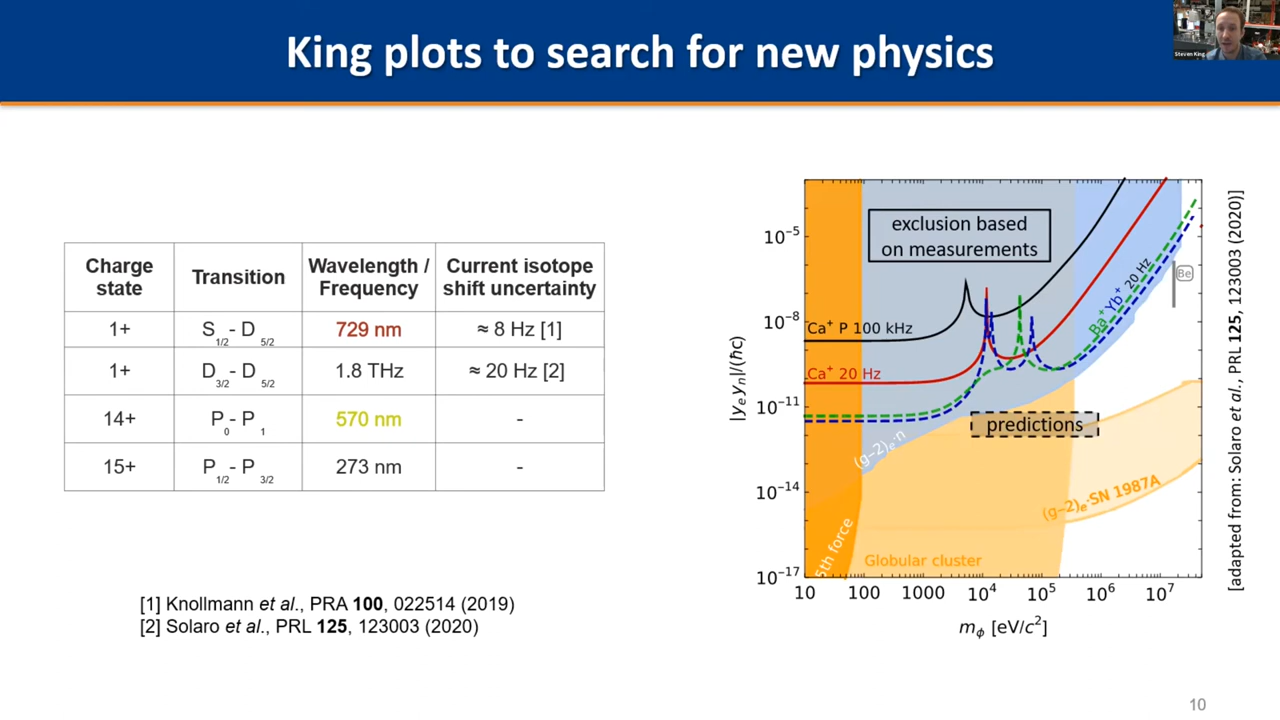 King plots to search for new physics
Steven King
Charge state | Transition | Wavelength / Frequency | Current isotope shift uncertainty
1+ | S1/2 - D5/2 | 729 nm | ≈ 8 Hz [1]
1+ | D3/2 - D5/2 | 1.8 THz | ≈ 20 Hz [2]
14+ | P0 - P1 | 570 nm | -
15+ | P1/2 - P3/2 | 273 nm | -
[1] Knollmann et al., PRA 100, 022514 (2019)
[2] Solaro et al., PRL 125, 123003 (2020)
exclusion based
on measurements
Ca+ P 100 kHz
Ca+ 20 Hz
Ba+
Yb+ 20 Hz
Be
predictions
(g−2)e·n
(g−2)e·SN 1987A
5th force
Globular cluster
|yeyn|/(ħc)
10−5
10−8
10−11
10−14
10−17
10 100 1000 10^4 10^5 10^6 10^7
mϕ [eV/c2]
[adapted from: Solaro et al., PRL 125, 123003 (2020)]
10